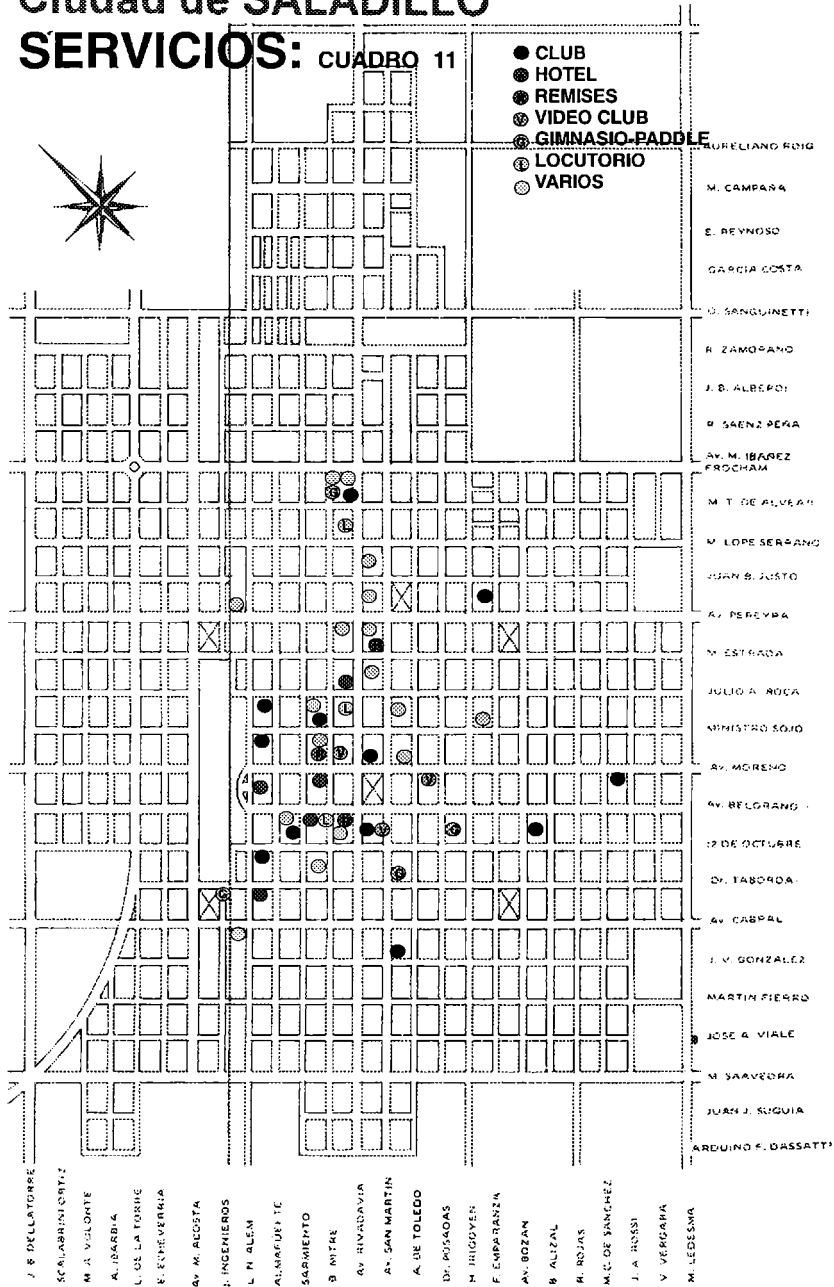 Ciudad de SALADILLO
SERVICIOS: CUADRO 11
CLUB
HOTEL
REMISES
V VIDEO CLUB
G GIMNASIO-PADDLE
L LOCUTORIO
VARIOS
AURELIANO ROIG
M. CAMPAÑA
E. REYNOSO
GARCIA COSTA
O. SANGUINETTI
R. ZAMORANO
J. B. ALBERDI
R. SAENZ PEÑA
AV. M. IBAÑEZ
FROCHAM
M. T. DE ALVEAR
M. LOPE SERRANO
JUAN B. JUSTO
AV. PEREYRA
M. ESTRADA
JULIO A. ROCA
MINISTRO SOJO
AV. MORENO
AV. BELGRANO
12 DE OCTUBRE
DR. TABORDA
AV. CABRAL
J. V. GONZALEZ
MARTIN FIERRO
JOSE A. VIALE
M. SAAVEDRA
JUAN J. SUGUIA
ARDUINO F. DASSATTI
J. B. DELLATORRE
SCALABRINI ORTIZ
M. A. VOLONTE
A. IBARBIA
L. DE LA TORRE
E. ECHEVERRIA
AV. M. ACOSTA
J. INGENIEROS
L. N. ALEM
ALMAFUERTE
SARMIENTO
B. MITRE
AV. RIVADAVIA
AV. SAN MARTIN
A. DE TOLEDO
DR. POSADAS
H. IRIGOYEN
F. EMPARANZA
AV. BOZAN
B. ALIZAL
R. ROJAS
M. C. DE SANCHEZ
J. A. ROSSI
V. VERGARA
M. LEDESMA